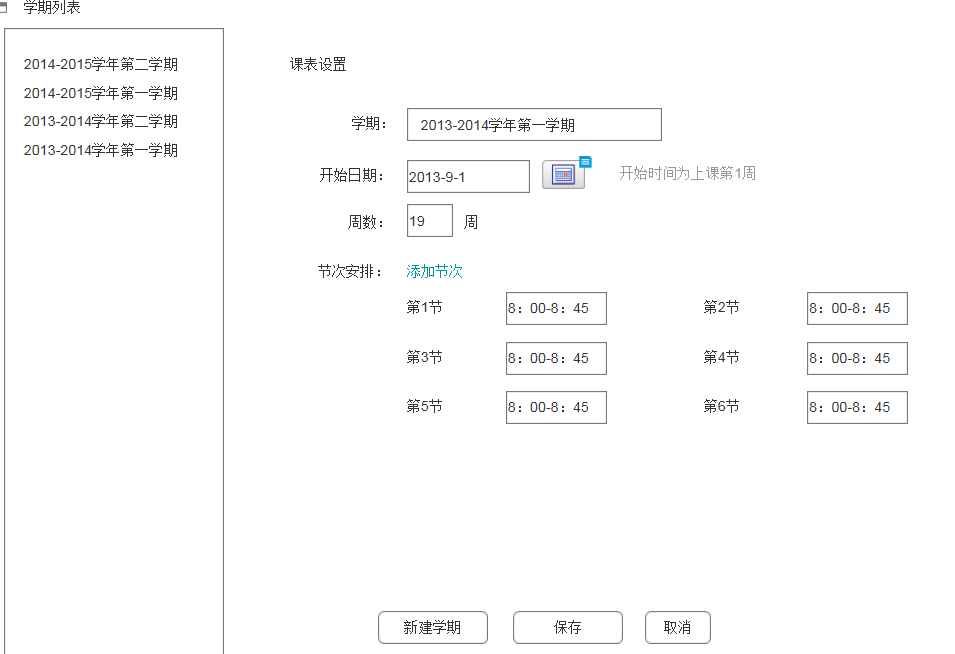 学期列表
2014-2015学年第二学期
2014-2015学年第一学期
2013-2014学年第二学期
2013-2014学年第一学期
课表设置
学期： 2013-2014学年第一学期
开始日期： 2013-9-1 开始时间为上课第1周
周数： 19 周
节次安排： 添加节次
第1节 8：00-8：45 第2节 8：00-8：45
第3节 8：00-8：45 第4节 8：00-8：45
第5节 8：00-8：45 第6节 8：00-8：45
新建学期 保存 取消